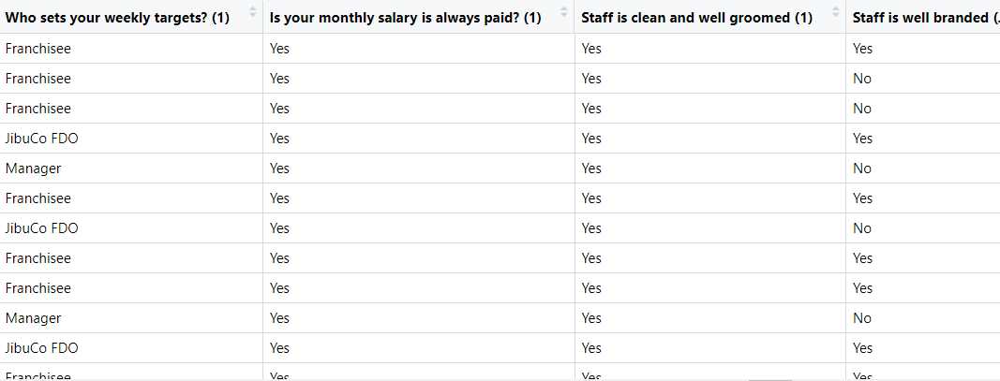 Who sets your weekly targets? (1) Is your monthly salary is always paid? (1) Staff is clean and well groomed (1) Staff is well branded (
Franchisee Yes Yes Yes
Franchisee Yes Yes No
Franchisee Yes Yes No
JibuCo FDO Yes Yes Yes
Manager Yes Yes No
Franchisee Yes Yes Yes
JibuCo FDO Yes Yes No
Franchisee Yes Yes Yes
Franchisee Yes Yes Yes
Manager Yes Yes No
JibuCo FDO Yes Yes Yes
Franchisee Yes Yes Yes